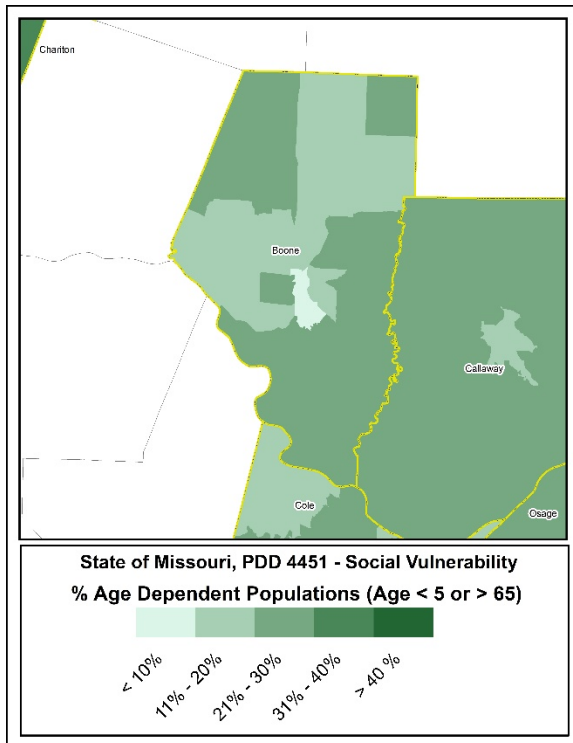 Chariton
Boone
Callaway
Cole
Osage
State of Missouri, PDD 4451 - Social Vulnerability
% Age Dependent Populations (Age < 5 or > 65)
< 10%
11% - 20%
21% - 30%
31% - 40%
> 40 %